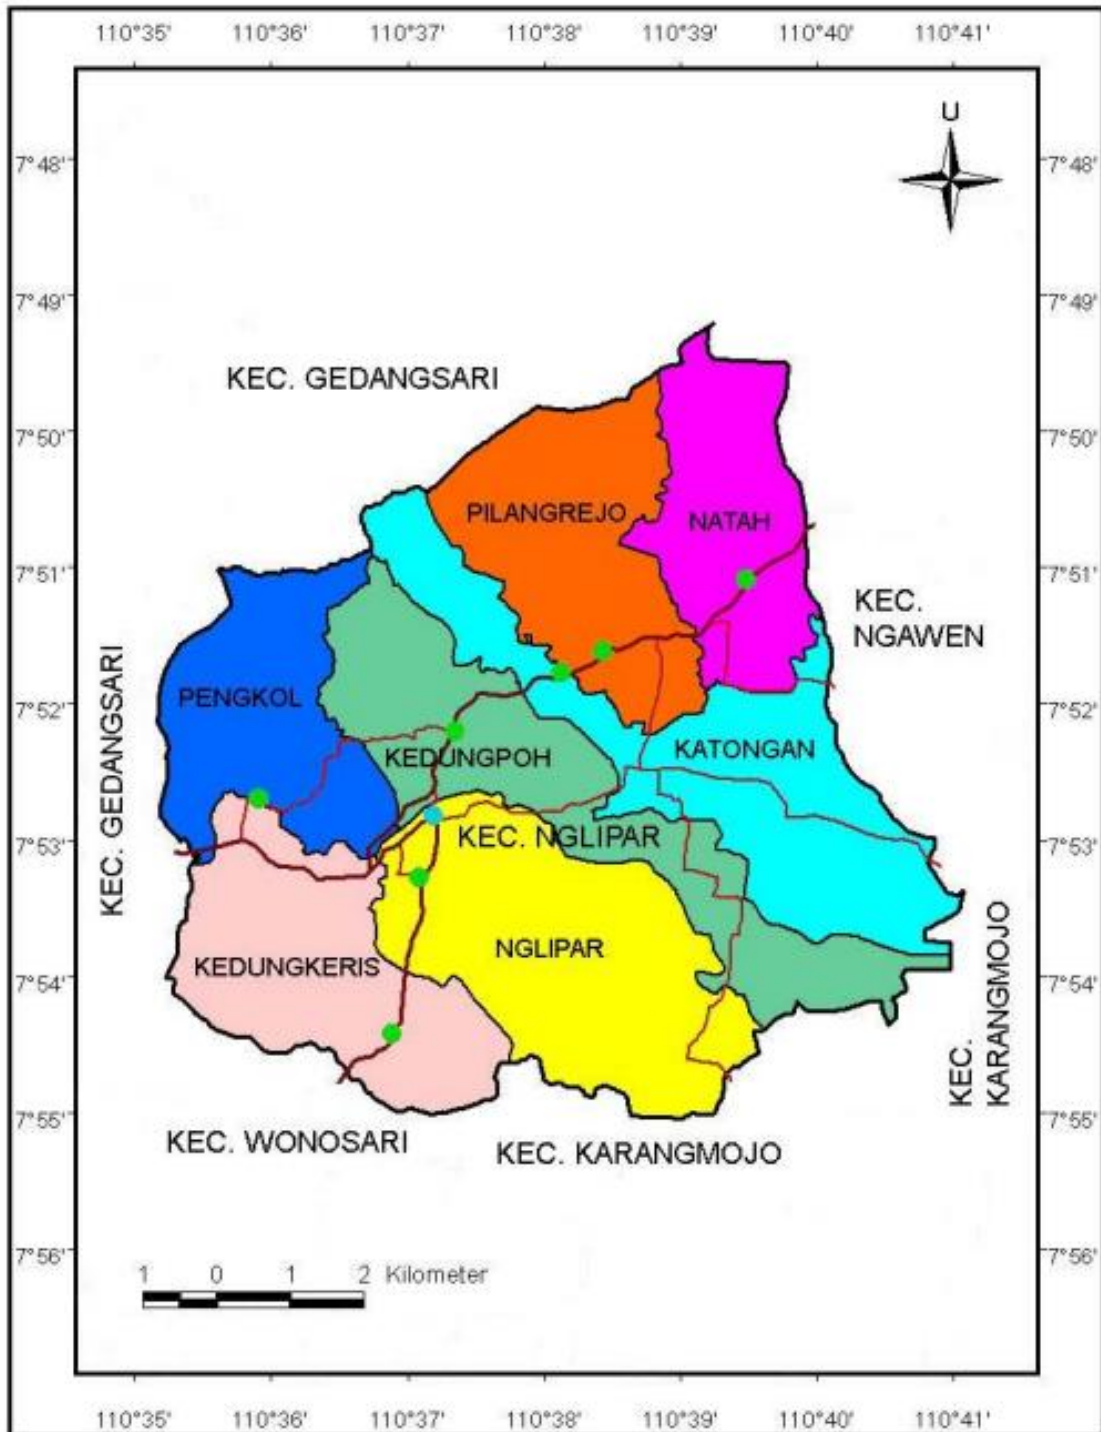 110°35' 110°36' 110°37' 110°38' 110°39' 110°40' 110°41'
U
7°48' 7°48'
7°49' 7°49'
KEC. GEDANGSARI
7°50' 7°50'
PILANGREJO
NATAH
7°51' 7°51'
KEC.
NGAWEN
KEC. GEDANGSARI
PENGKOL
7°52' 7°52'
KATONGAN
KEDUNGPOH
KEC. NGLIPAR
7°53' 7°53'
NGLIPAR
KEDUNGKERIS
7°54' 7°54'
KEC.
KARANGMOJO
7°55' 7°55'
KEC. WONOSARI
KEC. KARANGMOJO
7°56' 7°56'
1 0 1 2 Kilometer
110°35' 110°36' 110°37' 110°38' 110°39' 110°40' 110°41'